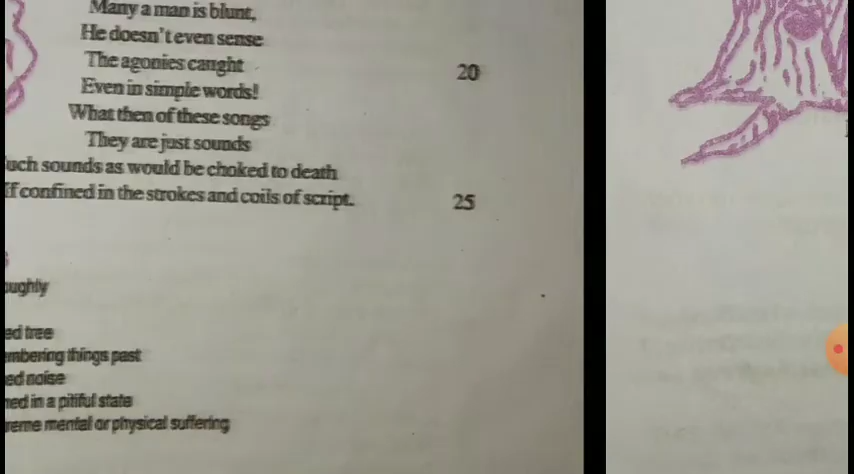 Many a man is blunt,
He doesn't even sense
The agonies caught 20
Even in simple words!
What then of these songs
They are just sounds
uch sounds as would be choked to death
If confined in the strokes and coils of script. 25
oughly
ed tree
embering things past
ed noise
ned in a pitiful state
reme mental or physical suffering